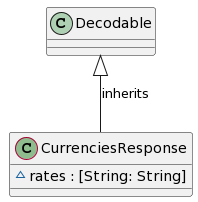 C Decodable
inherits
C CurrenciesResponse
~ rates : [String: String]